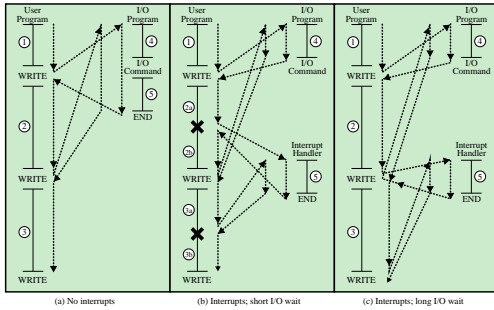 User
Program
I/O
Program
1
4
WRITE
I/O
Command
5
END
2
WRITE
3
WRITE
(a) No interrupts
User
Program
I/O
Program
1
4
WRITE
I/O
Command
2a
2b
Interrupt
Handler
WRITE
5
END
3a
3b
WRITE
(b) Interrupts; short I/O wait
User
Program
I/O
Program
1
4
WRITE
I/O
Command
2
Interrupt
Handler
WRITE
5
END
3
WRITE
(c) Interrupts; long I/O wait